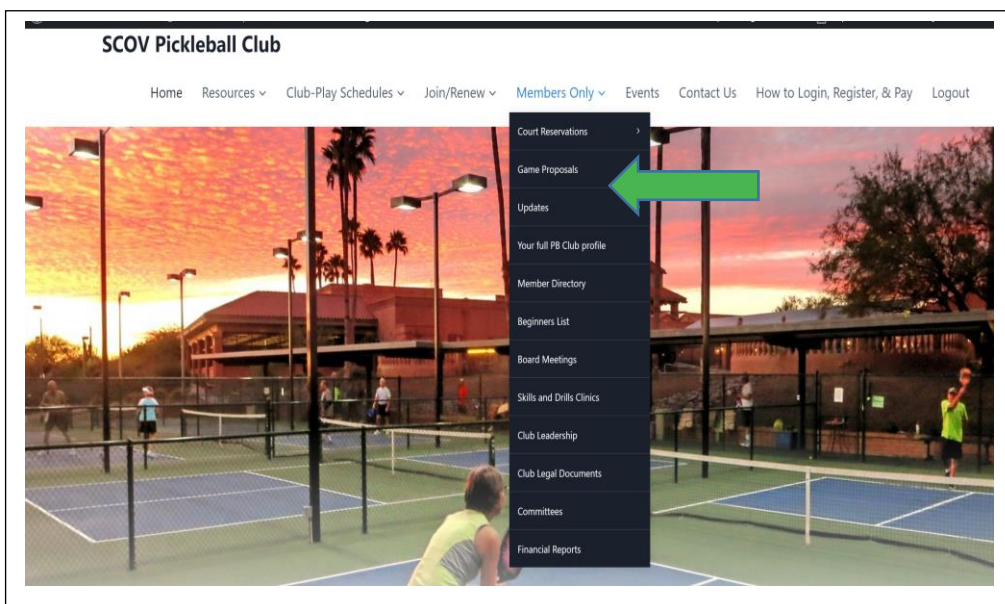 SCOV Pickleball Club
Home Resources Club-Play Schedules Join/Renew Members Only Events Contact Us How to Login, Register, & Pay Logout
Court Reservations
Game Proposals
Updates
Your full PB Club profile
Member Directory
Beginners List
Board Meetings
Skills and Drills Clinics
Club Leadership
Club Legal Documents
Committees
Financial Reports